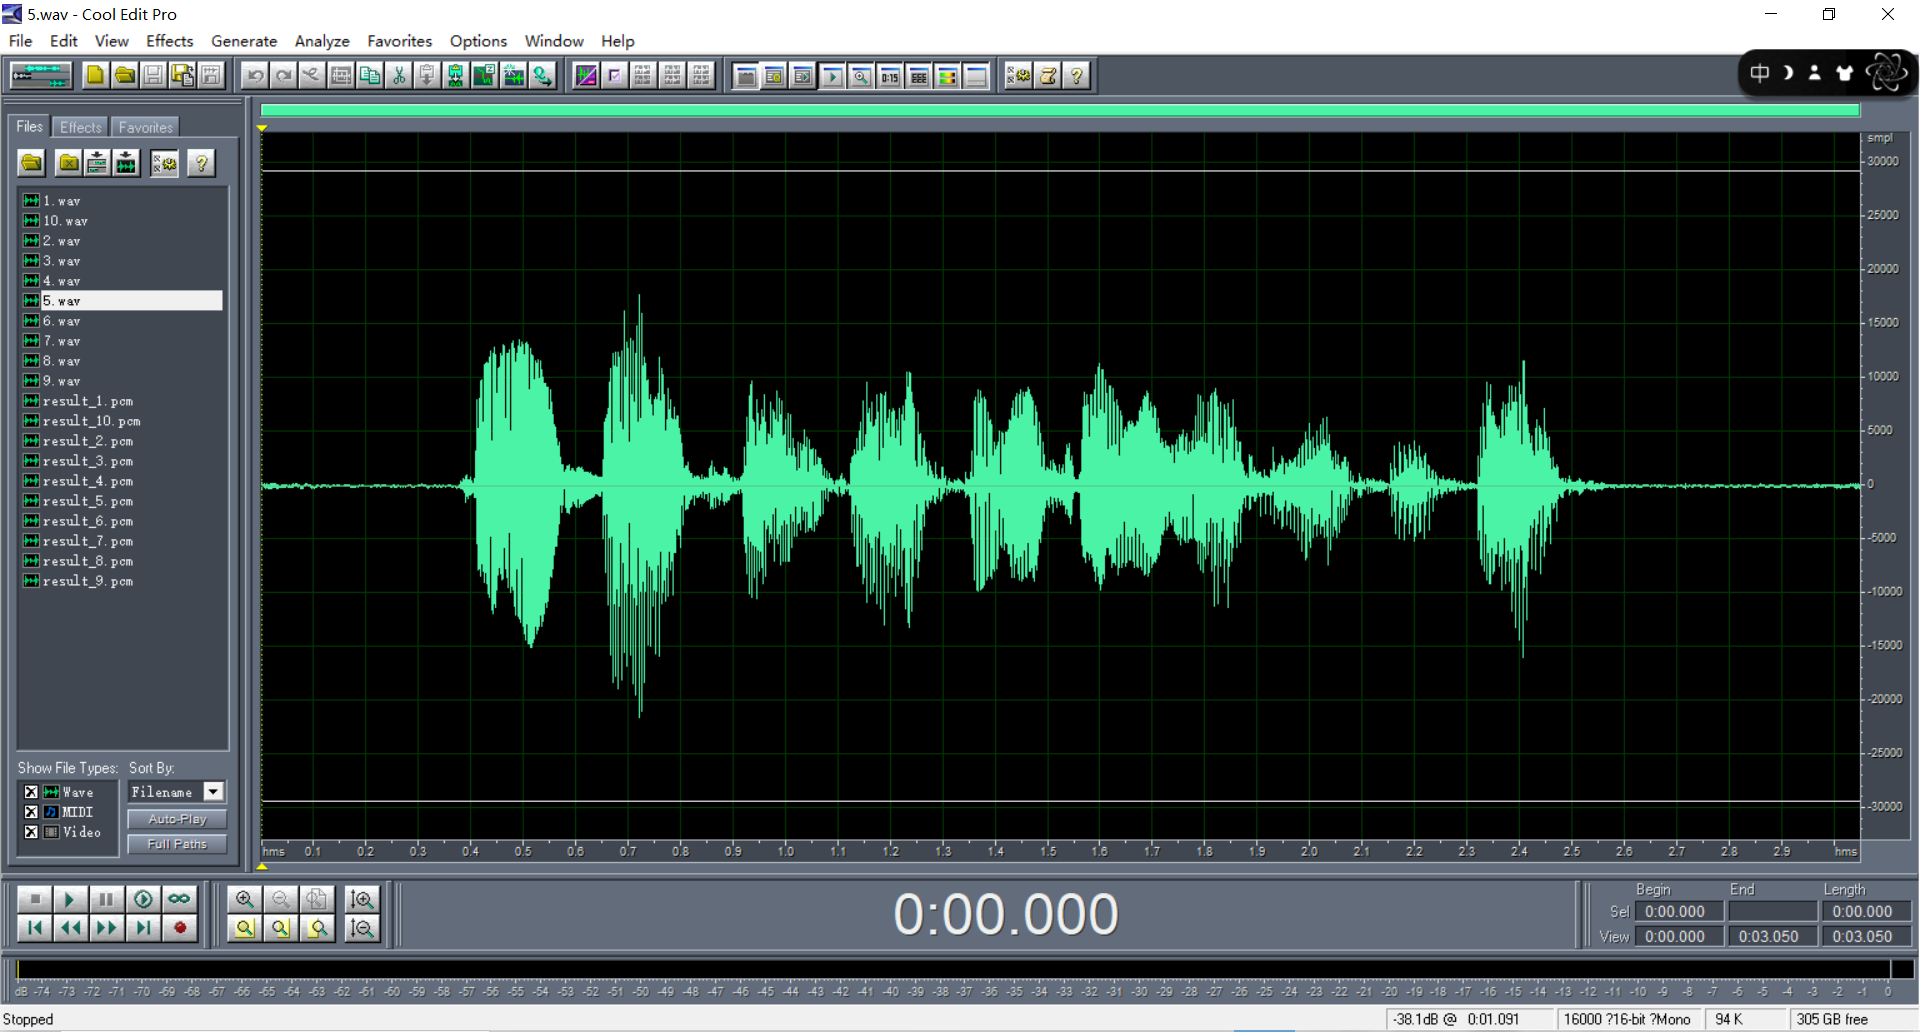 5.wav - Cool Edit Pro
File Edit View Effects Generate Analyze Favorites Options Window Help
0:15
中
Files Effects Favorites
smpl
1.wav
10.wav
2.wav
3.wav
4.wav
5.wav
6.wav
7.wav
8.wav
9.wav
result_1.pcm
result_10.pcm
result_2.pcm
result_3.pcm
result_4.pcm
result_5.pcm
result_6.pcm
result_7.pcm
result_8.pcm
result_9.pcm
30000
25000
20000
15000
10000
5000
0
-5000
-10000
-15000
-20000
-25000
-30000
Show File Types: Sort By:
Wave Filename
MIDI
Auto-Play
Video
Full Paths
hms 0.1 0.2 0.3 0.4 0.5 0.6 0.7 0.8 0.9 1.0 1.1 1.2 1.3 1.4 1.5 1.6 1.7 1.8 1.9 2.0 2.1 2.2 2.3 2.4 2.5 2.6 2.7 2.8 2.9 hms
0:00.000
Begin End Length
Sel 0:00.000 0:00.000
View 0:00.000 0:03.050 0:03.050
dB -74 -73 -72 -71 -70 -69 -68 -67 -66 -65 -64 -63 -62 -61 -60 -59 -58 -57 -56 -55 -54 -53 -52 -51 -50 -49 -48 -47 -46 -45 -44 -43 -42 -41 -40 -39 -38 -37 -36 -35 -34 -33 -32 -31 -30 -29 -28 -27 -26 -25 -24 -23 -22 -21 -20 -19 -18 -17 -16 -15 -14 -13 -12 -11 -10 -9 -8 -7 -6 -5 -4 -3 -2 -1 0
Stopped
-38.1dB @ 0:01.091 16000 ?16-bit ?Mono 94 K 305 GB free